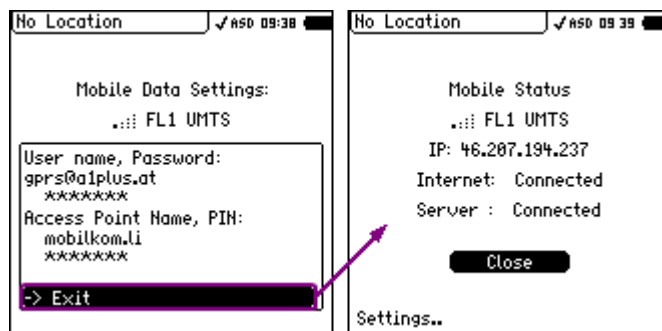 No Location
✓ ASD 09:38
Mobile Data Settings:
FL1 UMTS
User name, Password:
gprs@a1plus.at
*******
Access Point Name, PIN:
mobilkom.li
*******
-> Exit
No Location
✓ ASD 09 39
Mobile Status
FL1 UMTS
IP: 46.207.194.237
Internet: Connected
Server : Connected
Close
Settings..